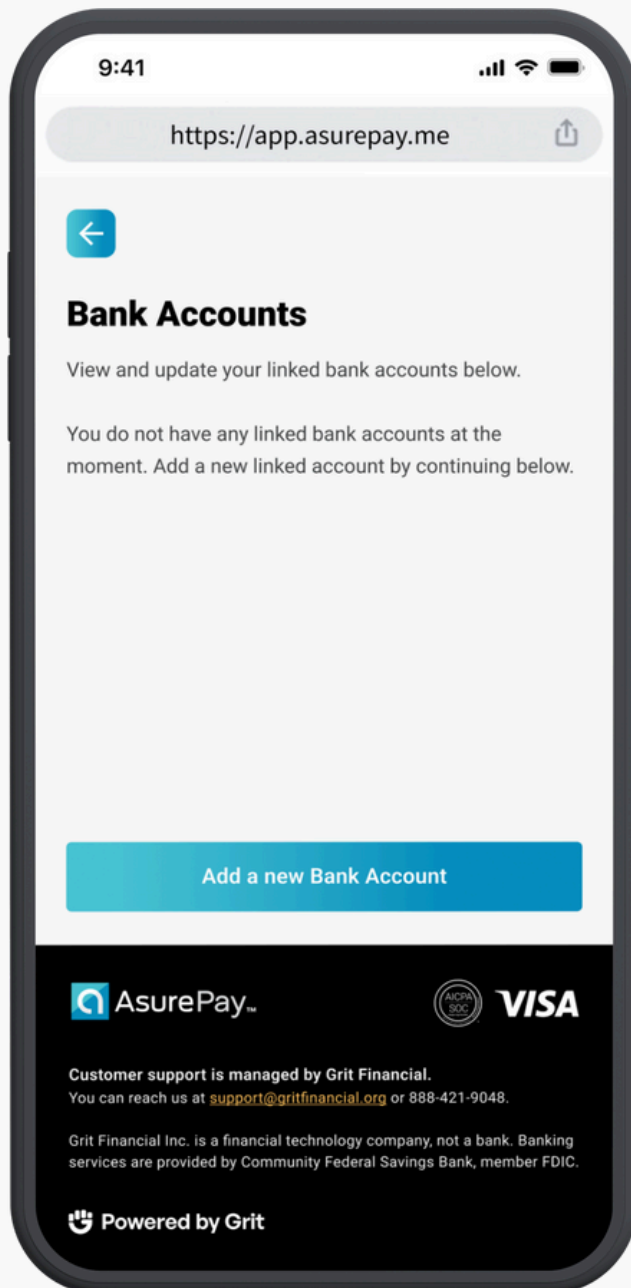 9:41
https://app.asurepay.me
Bank Accounts
View and update your linked bank accounts below.
You do not have any linked bank accounts at the
moment. Add a new linked account by continuing below.
Add a new Bank Account
AsurePay™
AICPA
SOC
VISA
Customer support is managed by Grit Financial.
You can reach us at support@gritfinancial.org or 888-421-9048.
Grit Financial Inc. is a financial technology company, not a bank. Banking
services are provided by Community Federal Savings Bank, member FDIC.
Powered by Grit